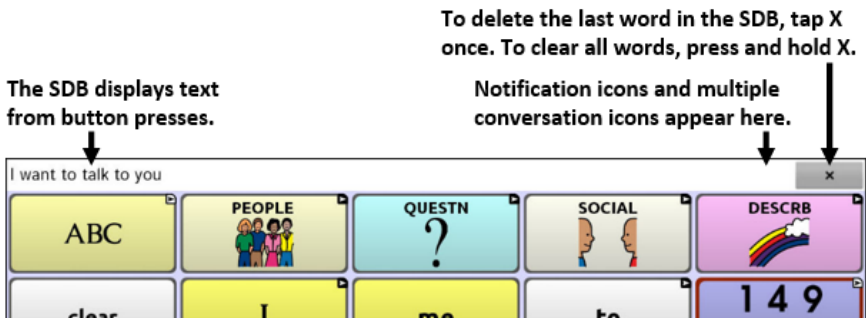 To delete the last word in the SDB, tap X
once. To clear all words, press and hold X.
The SDB displays text
from button presses.
Notification icons and multiple
conversation icons appear here.
I want to talk to you
×
ABC
PEOPLE
QUESTN
?
SOCIAL
DESCRB
clear
I
me
to
1 4 9